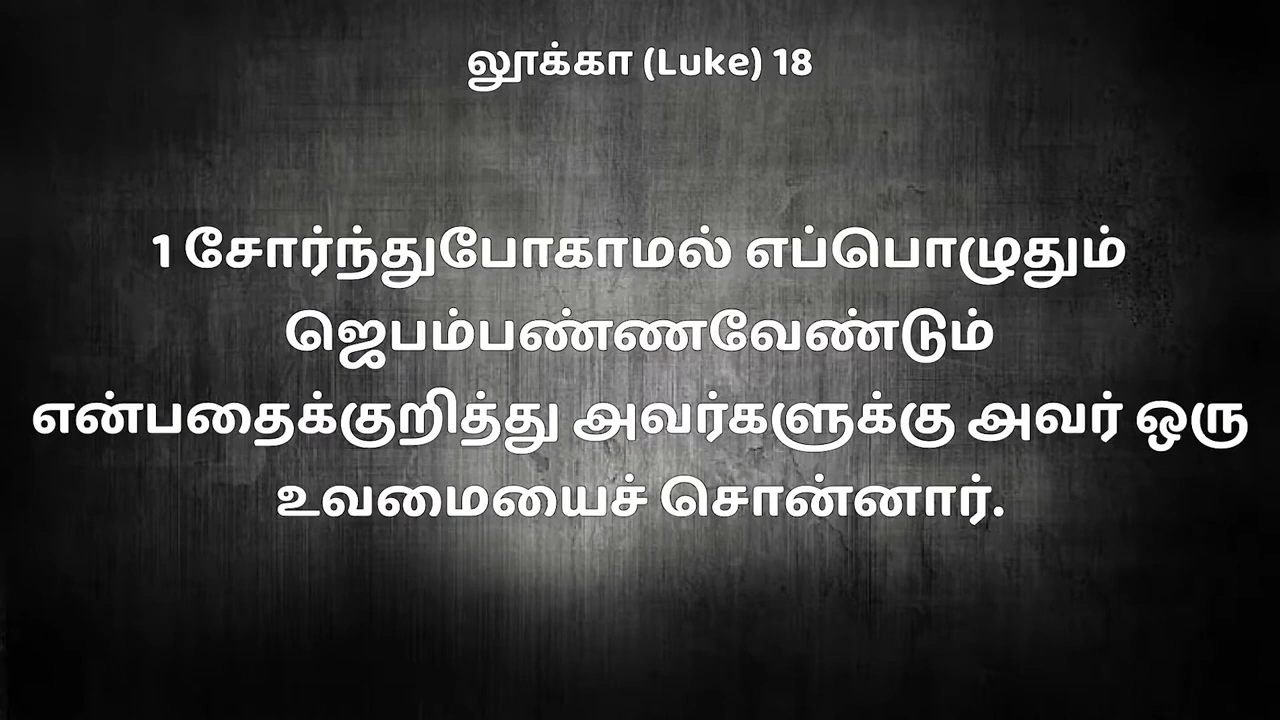 லூக்கா (Luke) 18
1 சோர்ந்துபோகாமல் எப்பொழுதும்
ஜெபம்பண்ணவேண்டும்
என்பதைக்குறித்து அவர்களுக்கு அவர் ஒரு
உவமையைச் சொன்னார்.